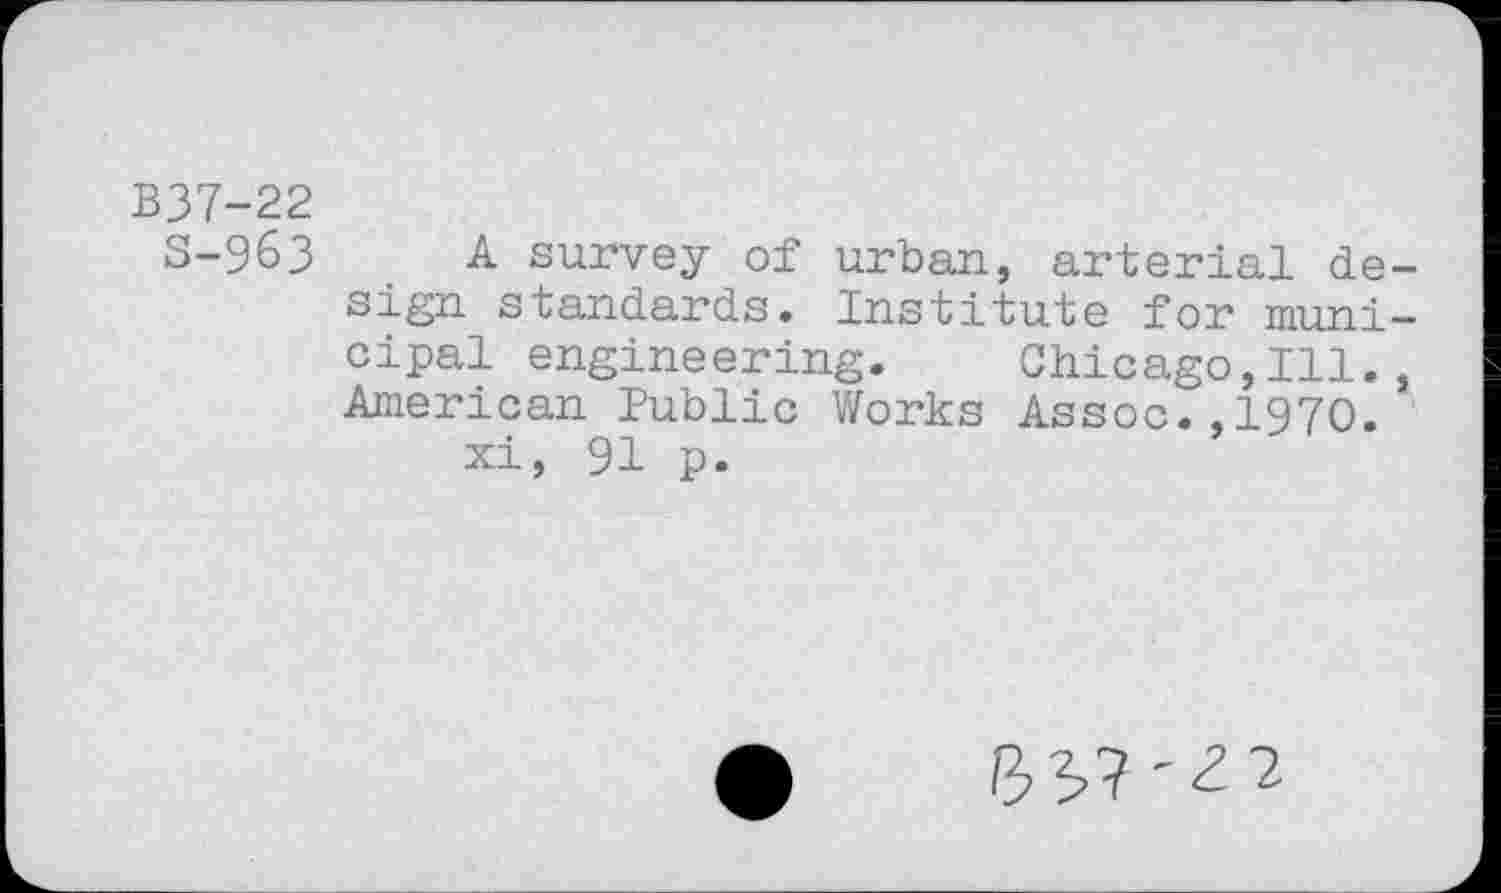 B37-22
S-963 A survey of urban, arterial de-
sign standards. Institute for muni-
cipal engineering. Chicago,Ill.,
American Public Works Assoc.,1970.
xi, 91 p.
B37-22